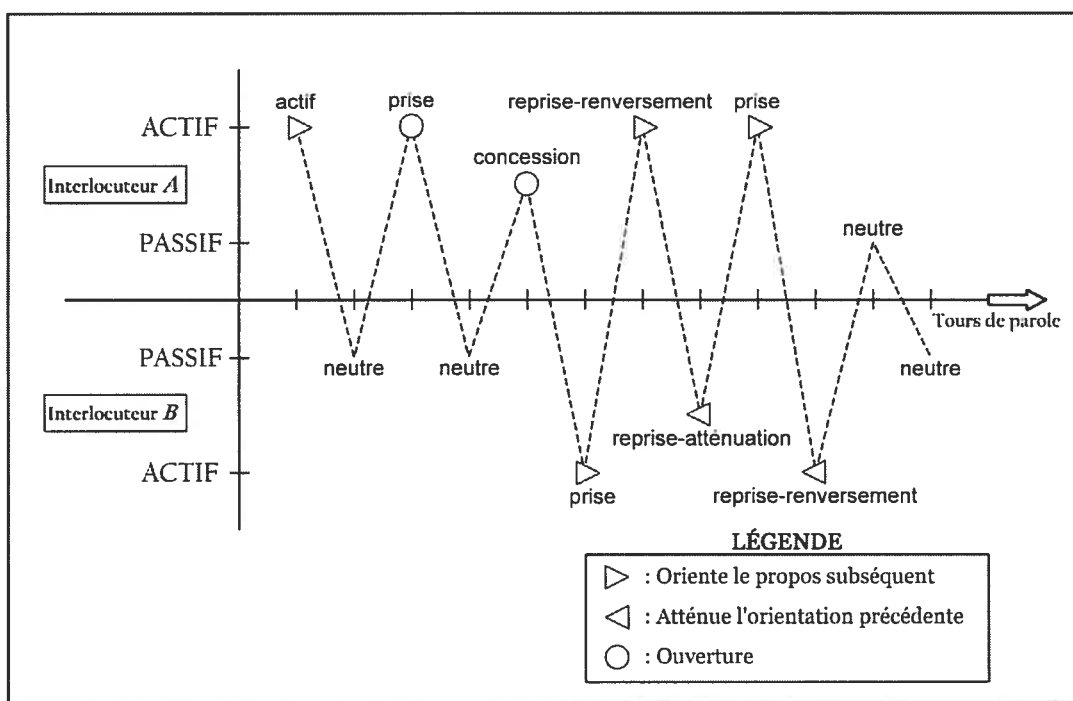 actif
prise
reprise-renversement
prise
ACTIF
concession
Interlocuteur A
PASSIF
neutre
Tours de parole
PASSIF
neutre
neutre
neutre
Interlocuteur B
reprise-atténuation
ACTIF
prise
reprise-renversement
LÉGENDE
: Oriente le propos subséquent
: Atténue l'orientation précédente
: Ouverture